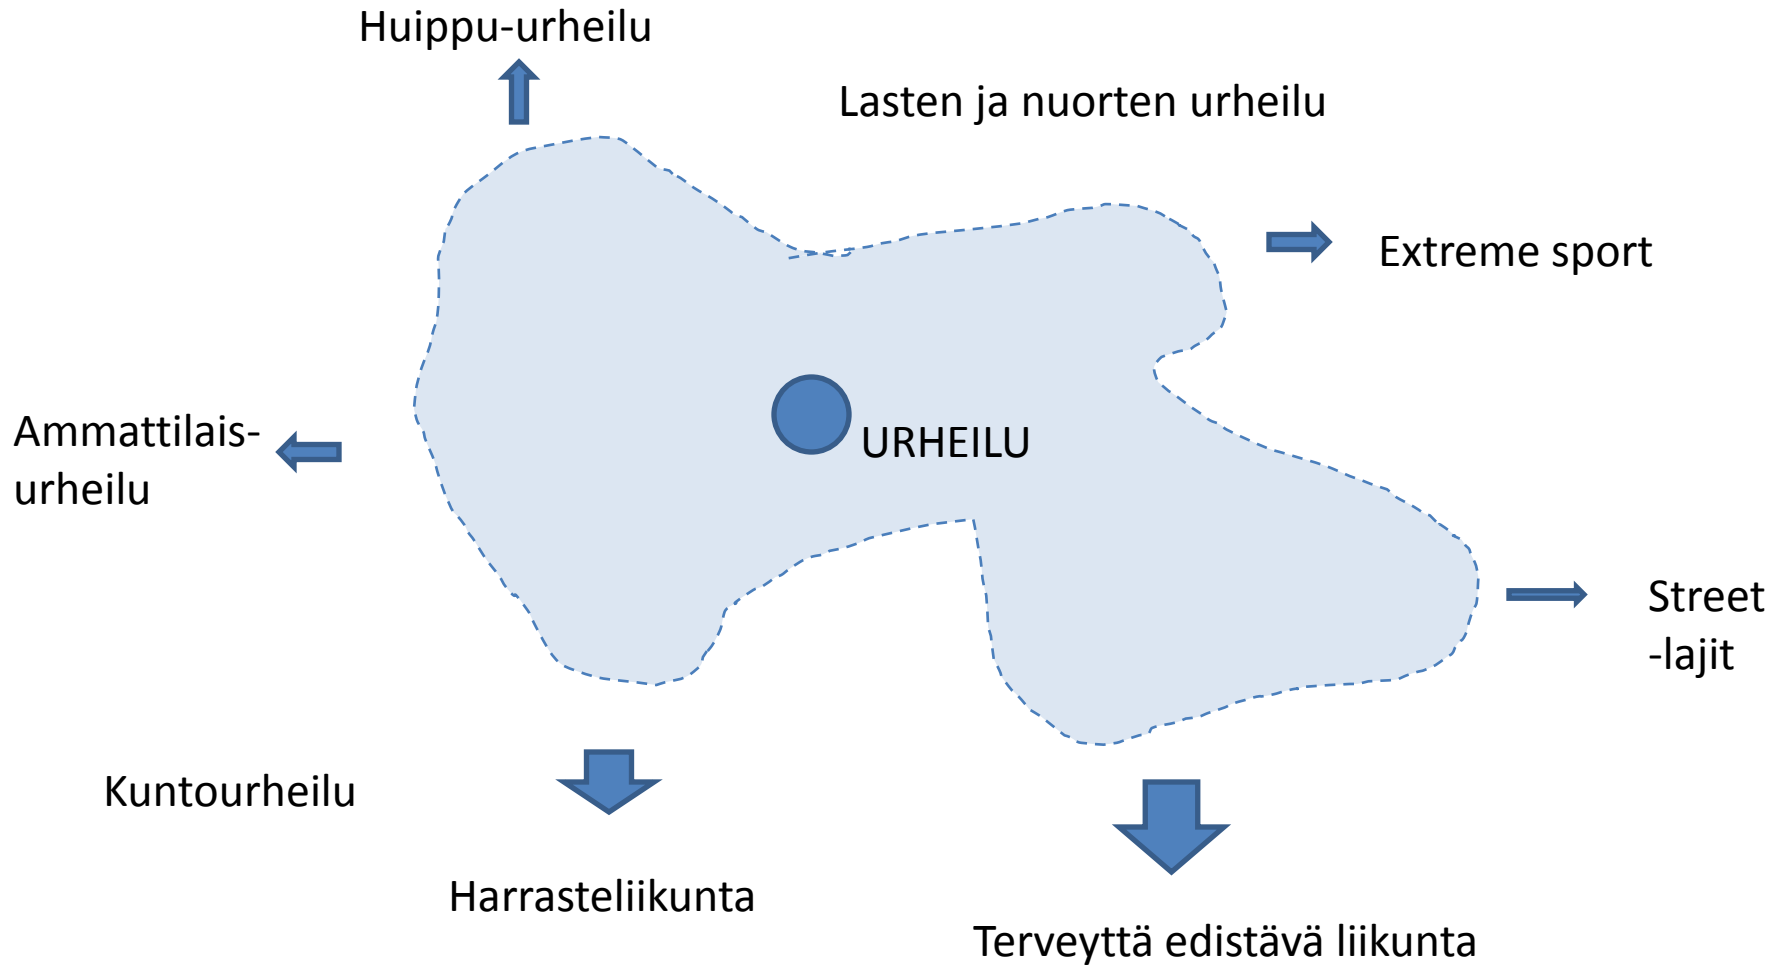 Huippu-urheilu
Lasten ja nuorten urheilu
Extreme sport
Ammattilais-
urheilu
URHEILU
Street
-lajit
Kuntourheilu
Harrasteliikunta
Terveyttä edistävä liikunta